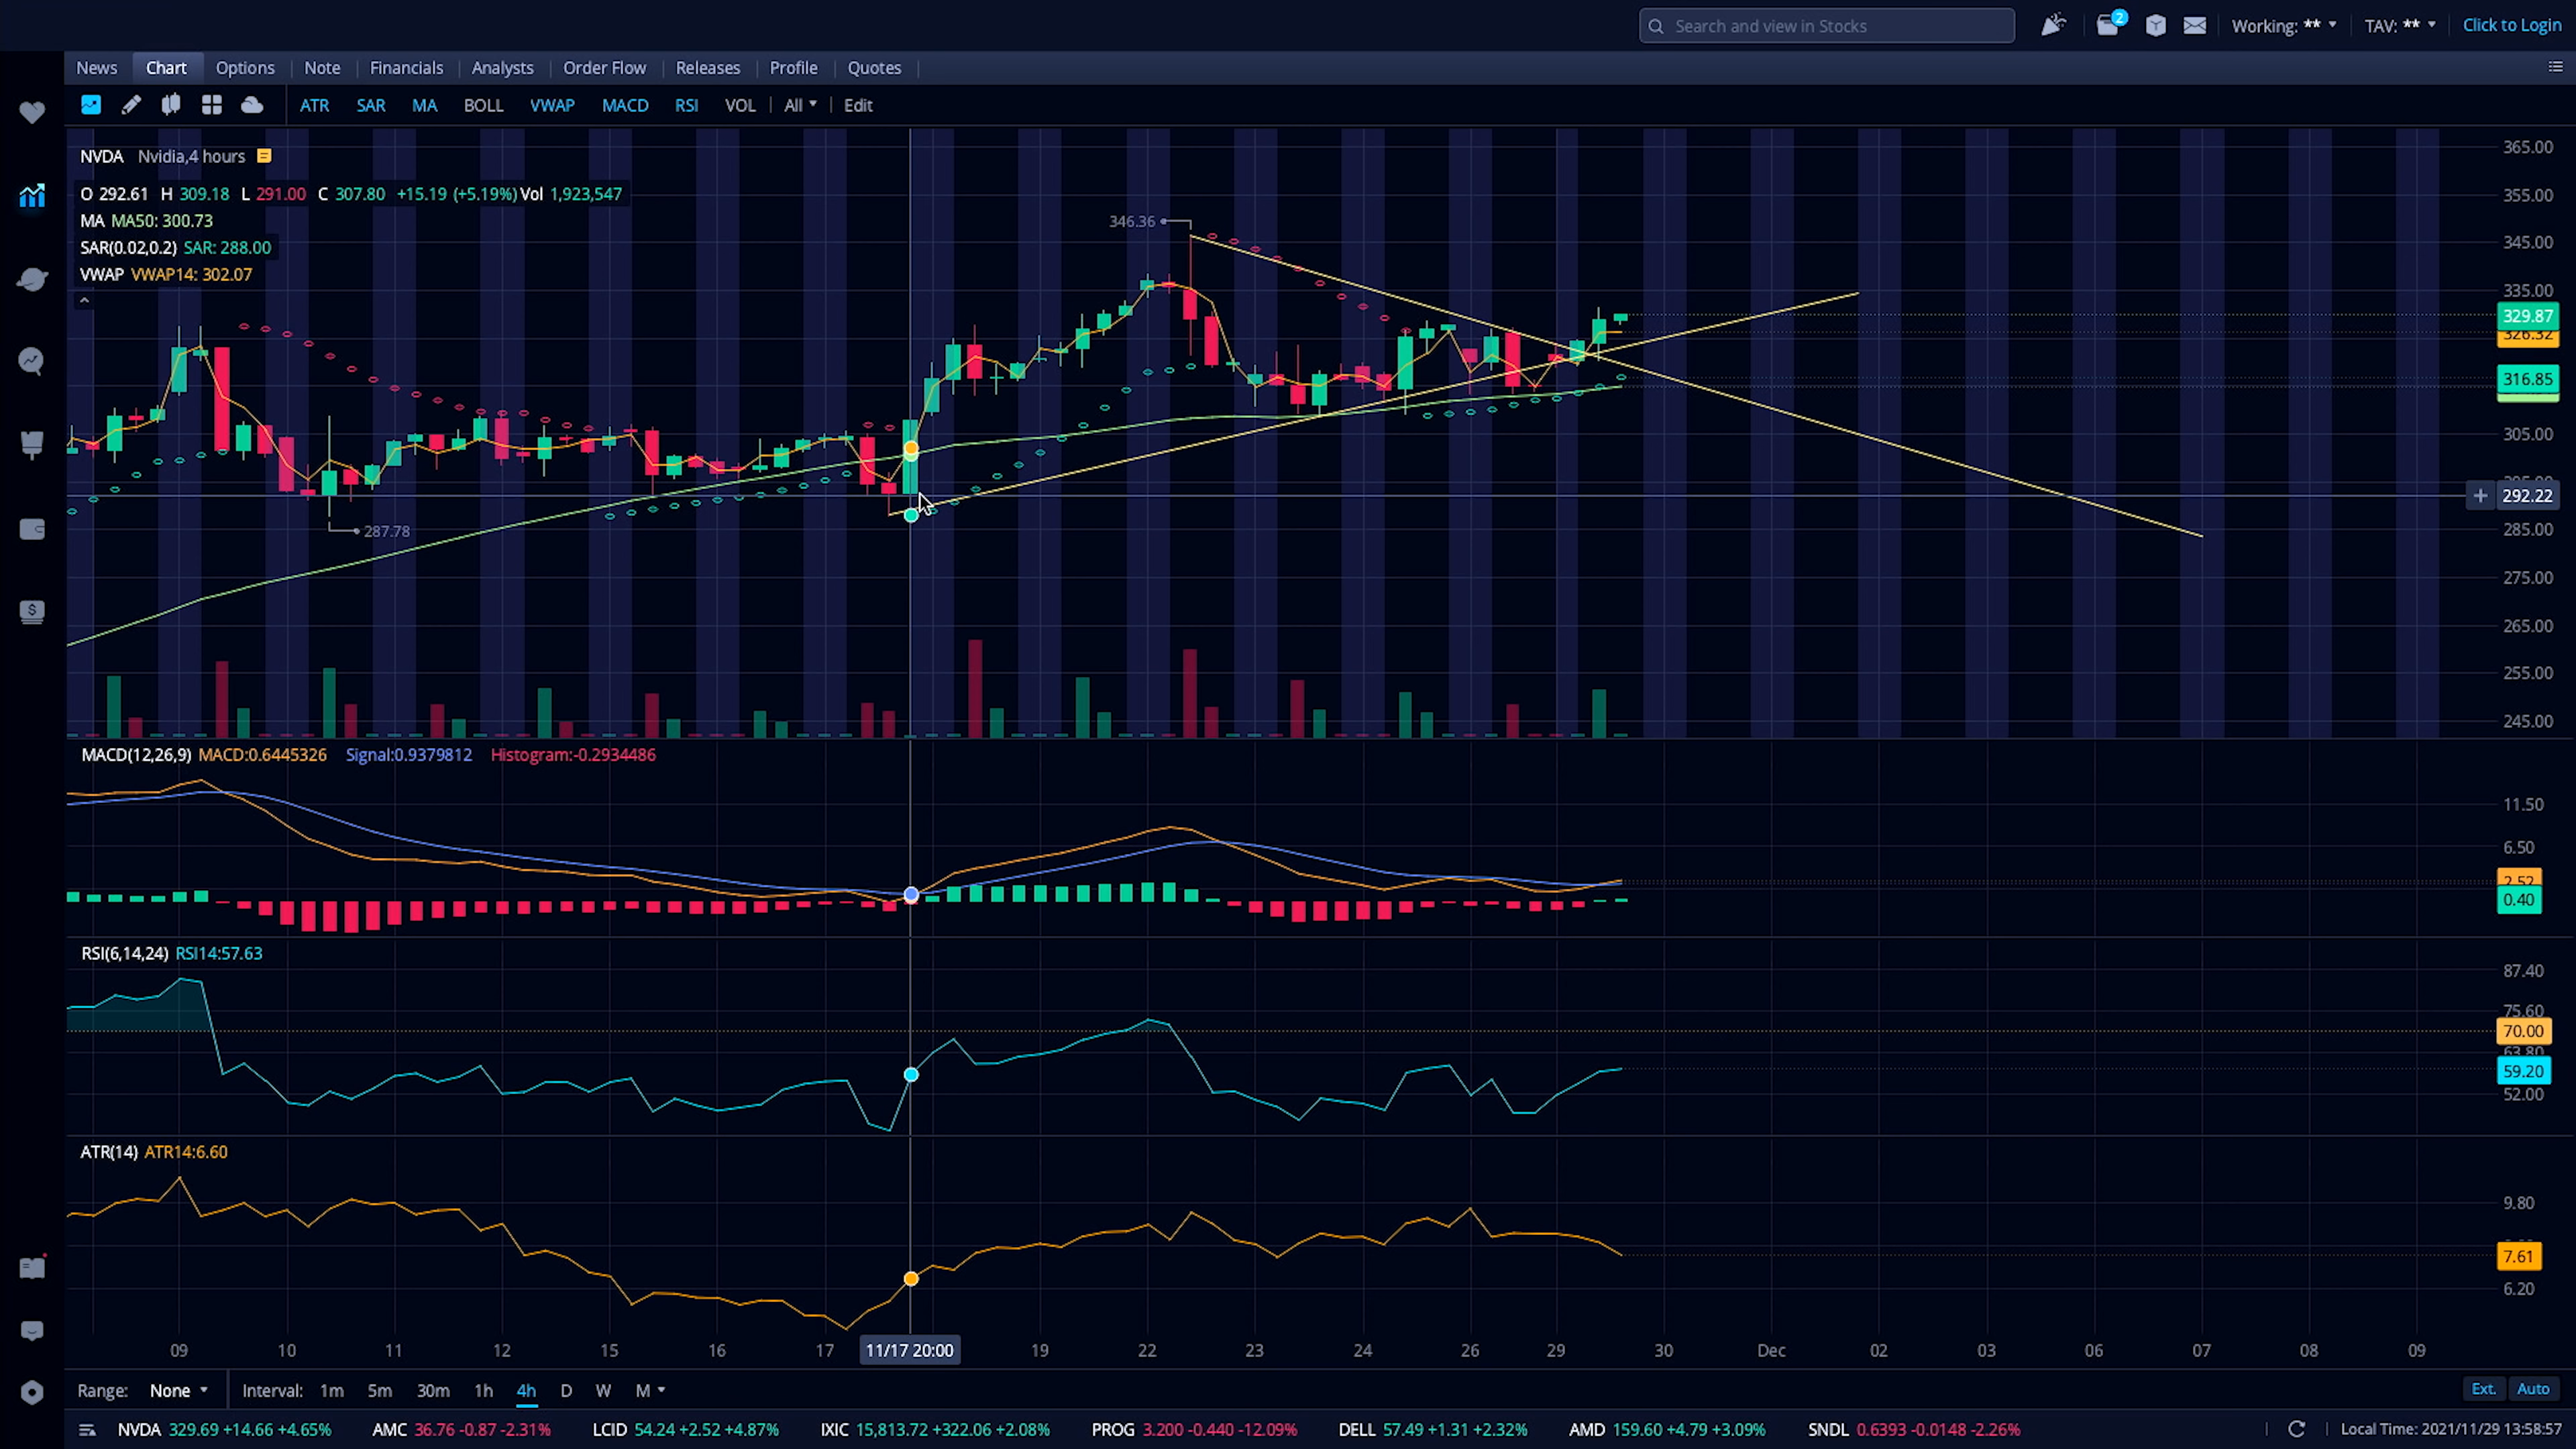 Search and view in Stocks 2 Working: ** TAV: ** Click to Login
News Chart Options Note Financials Analysts Order Flow Releases Profile Quotes
ATR SAR MA BOLL VWAP MACD RSI VOL All Edit
NVDA Nvidia,4 hours
O 292.61 H 309.18 L 291.00 C 307.80 +15.19 (+5.19%) Vol 1,923,547
MA MA50: 300.73
SAR(0.02,0.2) SAR: 288.00
VWAP VWAP14: 302.07
346.36
287.78
365.00
355.00
345.00
335.00
329.87
326.32
316.85
305.00
295.00
292.22
285.00
275.00
265.00
255.00
245.00
MACD(12,26,9) MACD:0.6445326 Signal:0.9379812 Histogram:-0.2934486
11.50
6.50
2.52
0.40
RSI(6,14,24) RSI14:57.63
87.40
75.60
70.00
63.80
59.20
52.00
ATR(14) ATR14:6.60
9.80
7.61
6.20
09 10 11 12 15 16 17 11/17 20:00 19 22 23 24 26 29 30 Dec 02 03 06 07 08 09
Range: None Interval: 1m 5m 30m 1h 4h D W M Ext. Auto
NVDA 329.69 +14.66 +4.65% AMC 36.76 -0.87 -2.31% LCID 54.24 +2.52 +4.87% IXIC 15,813.72 +322.06 +2.08% PROG 3.200 -0.440 -12.09% DELL 57.49 +1.31 +2.32% AMD 159.60 +4.79 +3.09% SNDL 0.6393 -0.0148 -2.26% Local Time: 2021/11/29 13:58:57